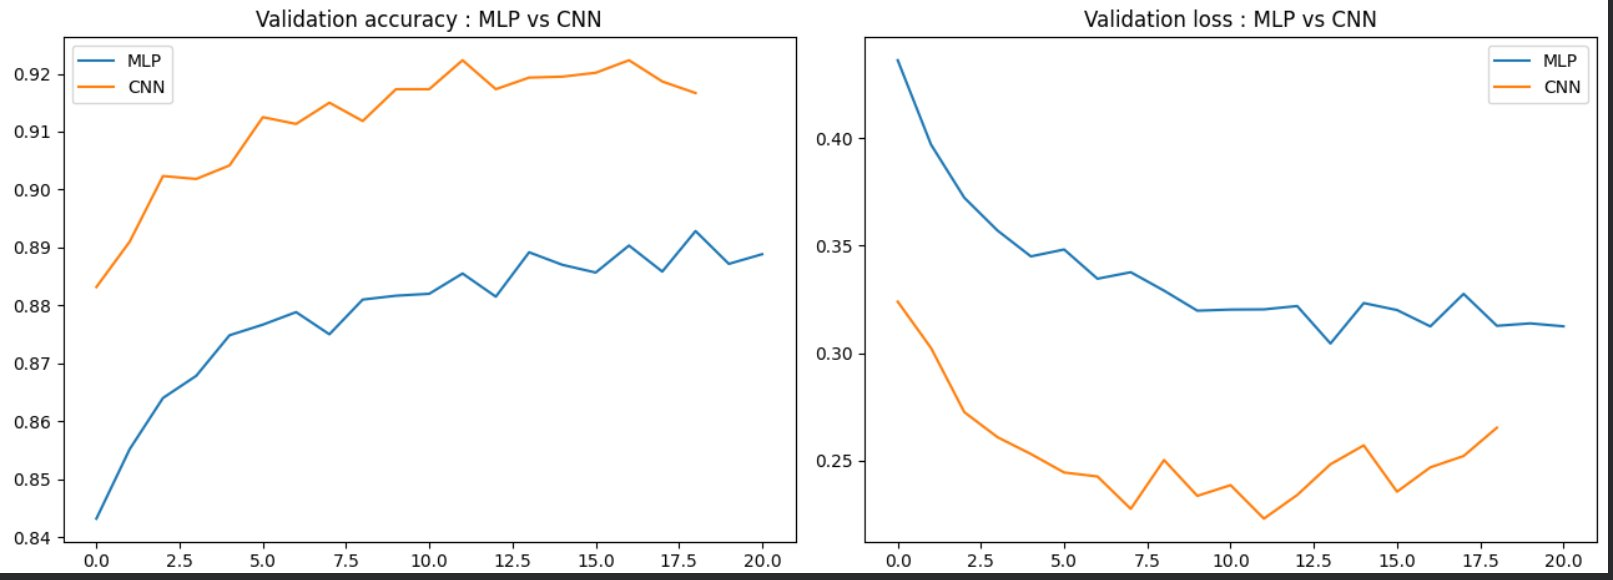 Validation accuracy : MLP vs CNN
MLP
CNN
0.92
0.91
0.90
0.89
0.88
0.87
0.86
0.85
0.84
0.0 2.5 5.0 7.5 10.0 12.5 15.0 17.5 20.0
Validation loss : MLP vs CNN
MLP
CNN
0.40
0.35
0.30
0.25
0.0 2.5 5.0 7.5 10.0 12.5 15.0 17.5 20.0